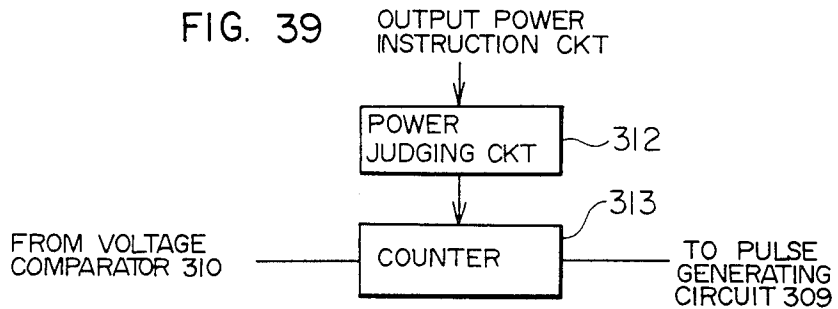 FIG. 39
OUTPUT POWER
INSTRUCTION CKT
POWER
JUDGING CKT
312
313
FROM VOLTAGE
COMPARATOR 310
COUNTER
TO PULSE
GENERATING
CIRCUIT 309